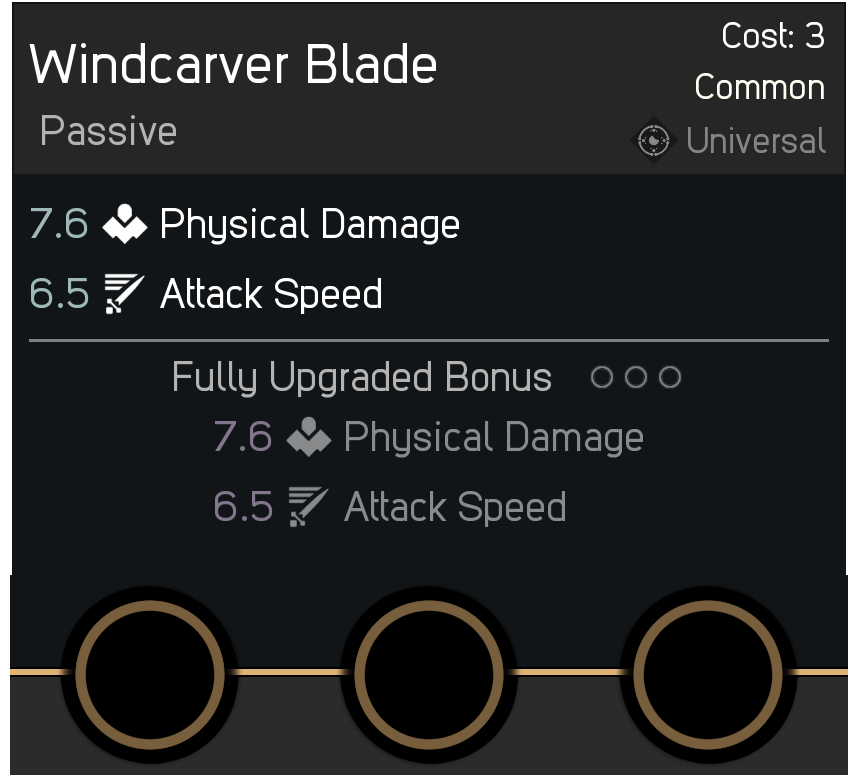 Windcarver Blade
Cost: 3
Common
Passive
Universal
7.6 Physical Damage
6.5 Attack Speed
Fully Upgraded Bonus
7.6 Physical Damage
6.5 Attack Speed